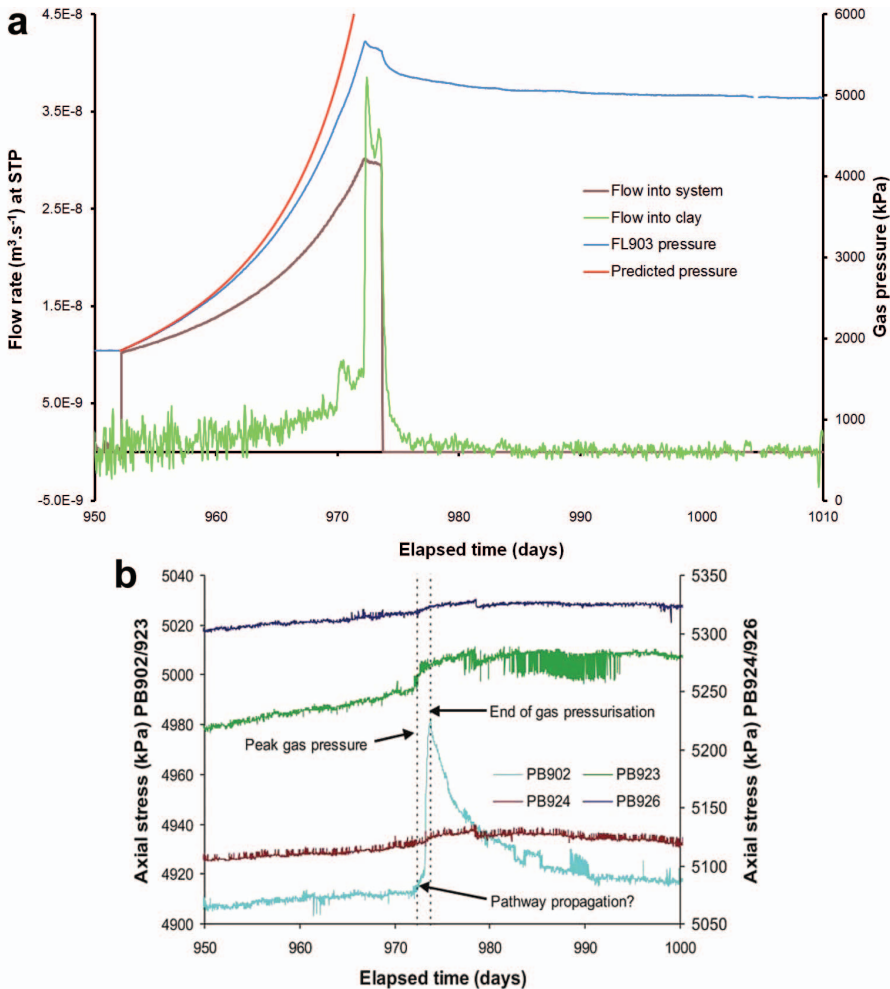 a
4.5E-8
3.5E-8
2.5E-8
1.5E-8
5.0E-9
-5.0E-9
Flow rate (m³.s⁻¹) at STP
6000
5000
4000
3000
2000
1000
0
Gas pressure (kPa)
Flow into system
Flow into clay
FL903 pressure
Predicted pressure
950 960 970 980 990 1000 1010
Elapsed time (days)
b
5040
5020
5000
4980
4960
4940
4920
4900
Axial stress (kPa) PB902/923
5350
5300
5250
5200
5150
5100
5050
Axial stress (kPa) PB924/926
End of gas pressurisation
Peak gas pressure
PB902 PB923
PB924 PB926
Pathway propagation?
950 960 970 980 990 1000
Elapsed time (days)